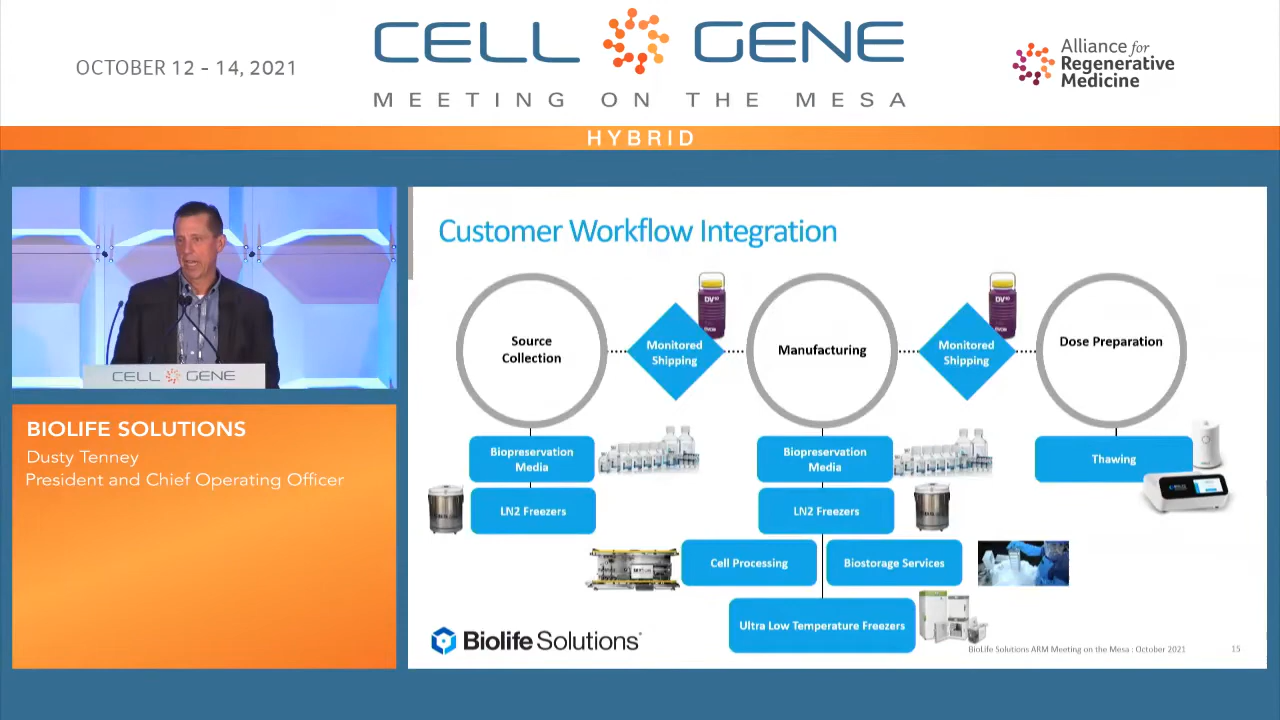 OCTOBER 12 - 14, 2021
CELL GENE
MEETING ON THE MESA
Alliance for
Regenerative
Medicine
HYBRID
CELL GENE
BIOLIFE SOLUTIONS
Dusty Tenney
President and Chief Operating Officer
Customer Workflow Integration
Source
Collection
DV10
Monitored
Shipping
Manufacturing
DV10
Monitored
Shipping
Dose Preparation
Biopreservation
Media
LN2 Freezers
Biopreservation
Media
LN2 Freezers
Cell Processing
Biostorage Services
Ultra Low Temperature Freezers
Thawing
Biolife Solutions®
BioLife Solutions ARM Meeting on the Mesa : October 2021
15